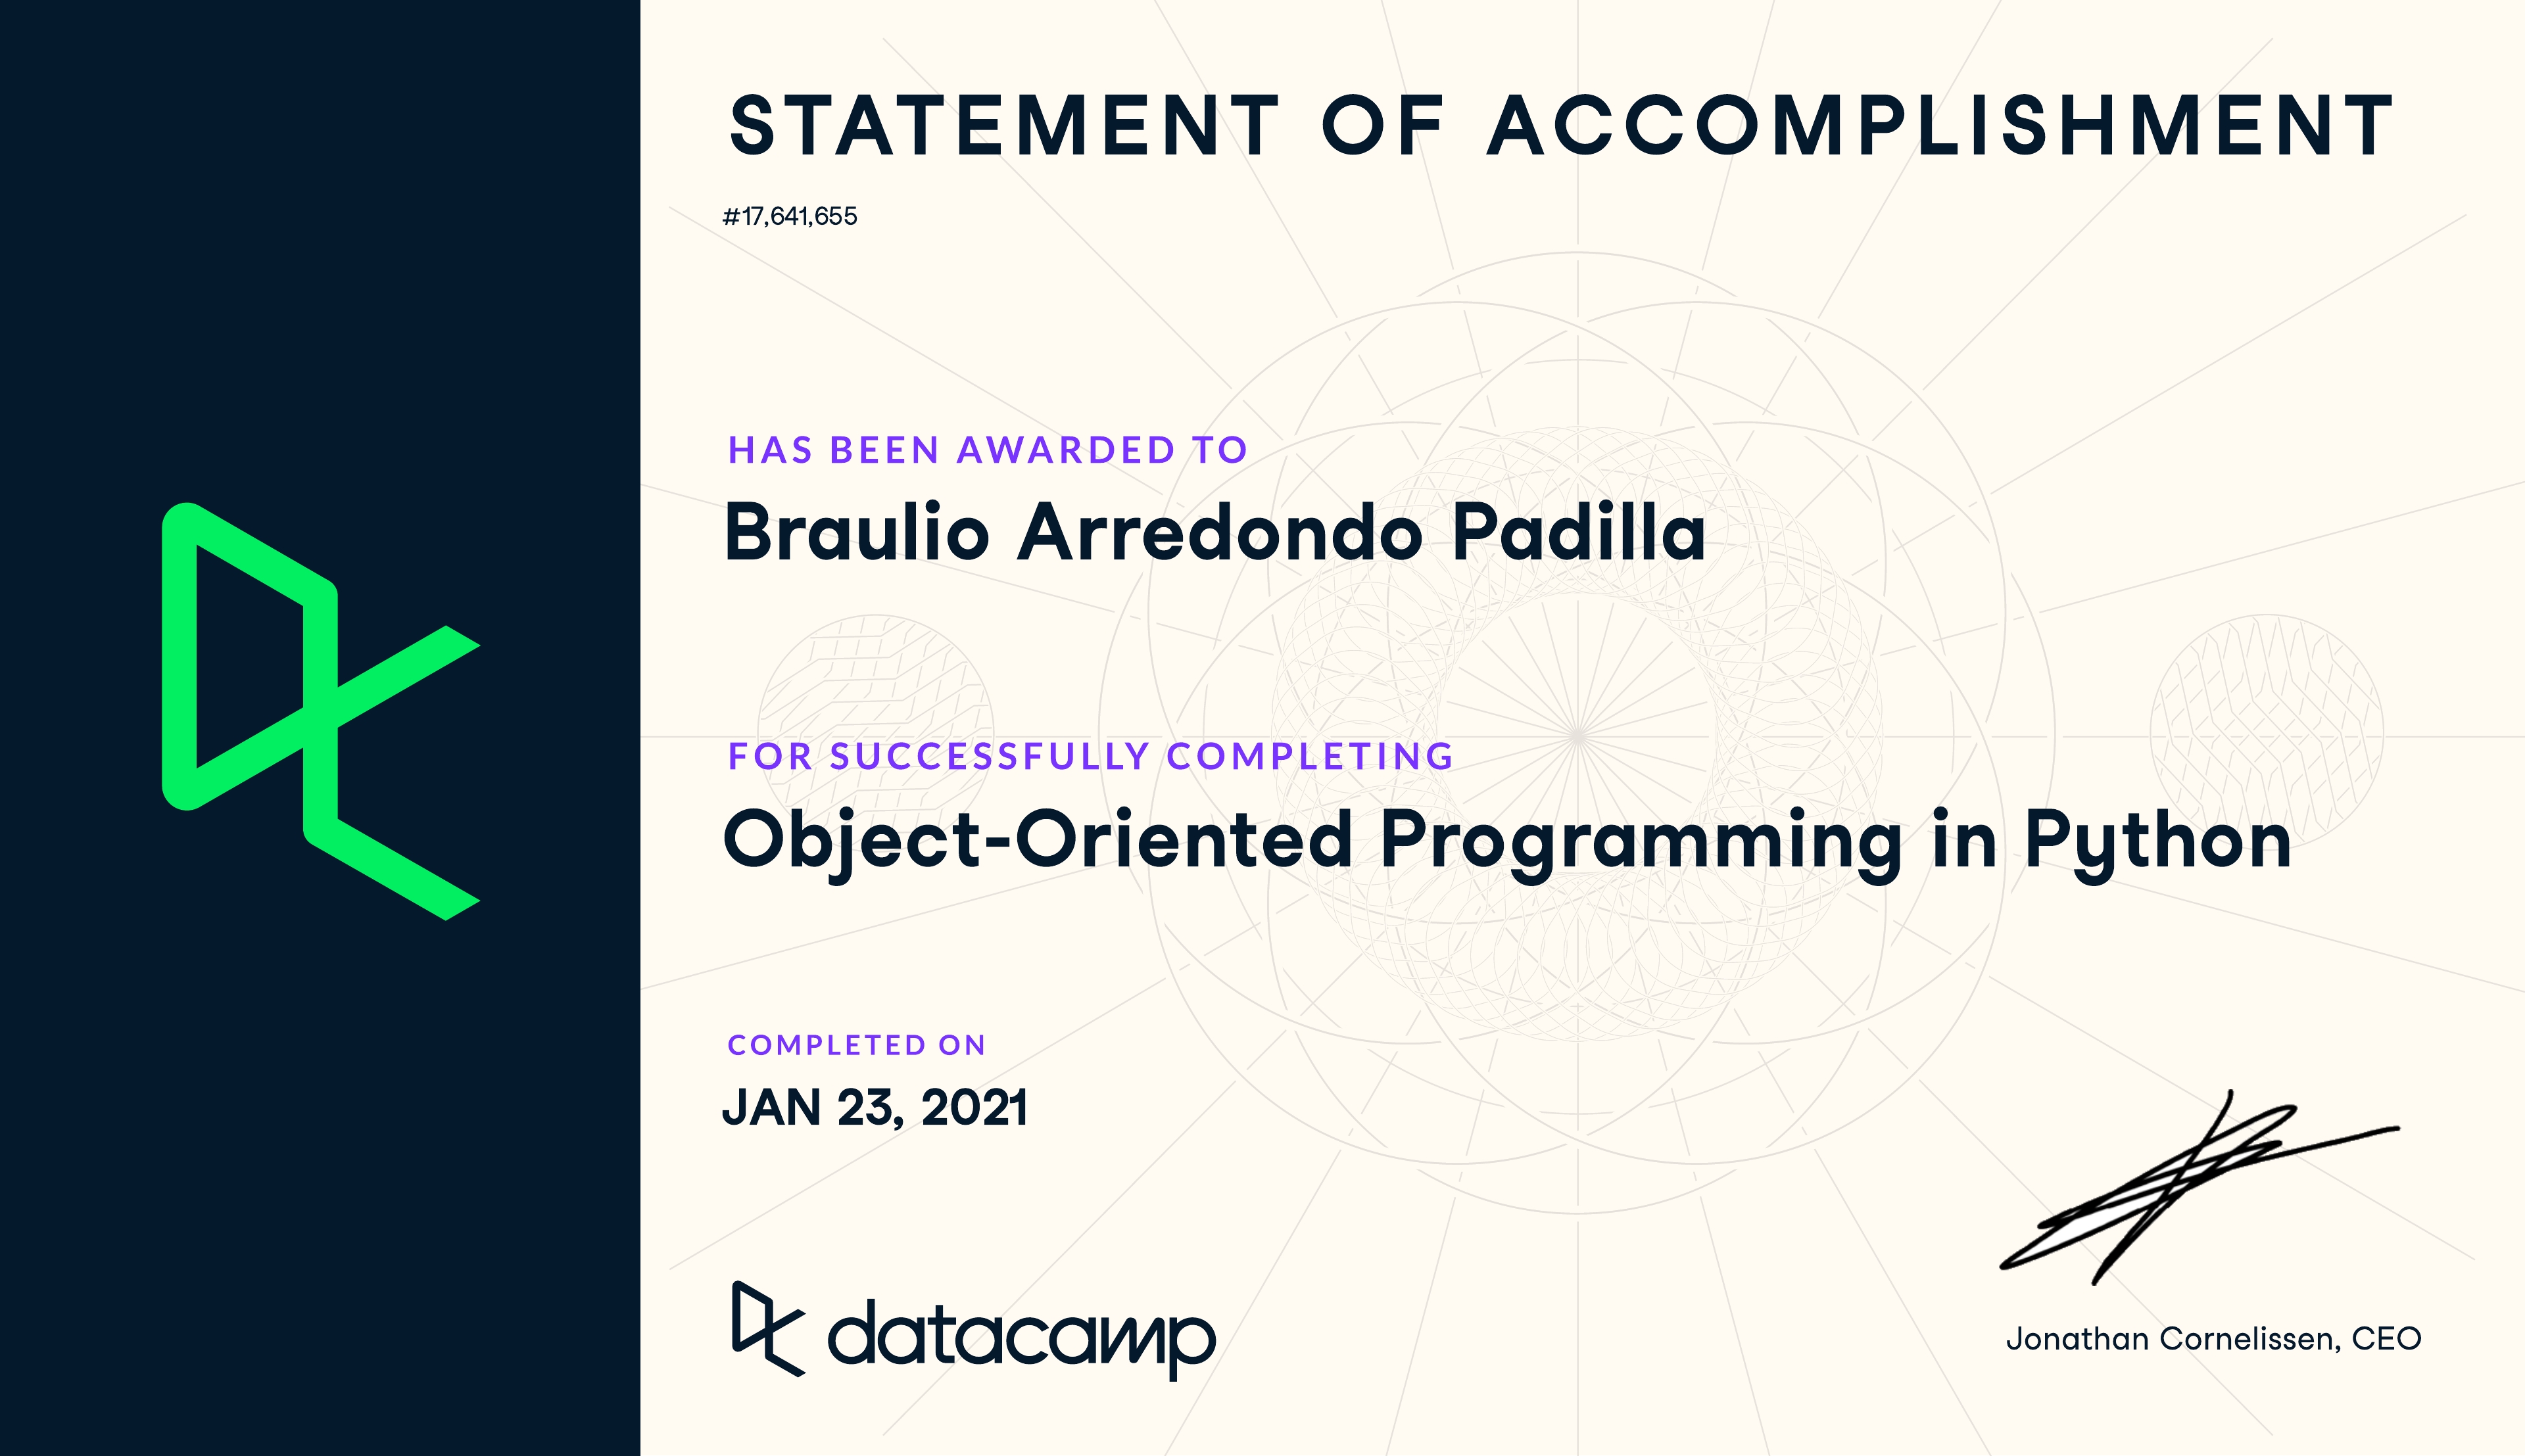 STATEMENT OF ACCOMPLISHMENT
#17,641,655
HAS BEEN AWARDED TO
Braulio Arredondo Padilla
FOR SUCCESSFULLY COMPLETING
Object-Oriented Programming in Python
COMPLETED ON
JAN 23, 2021
datacamp
Jonathan Cornelissen, CEO